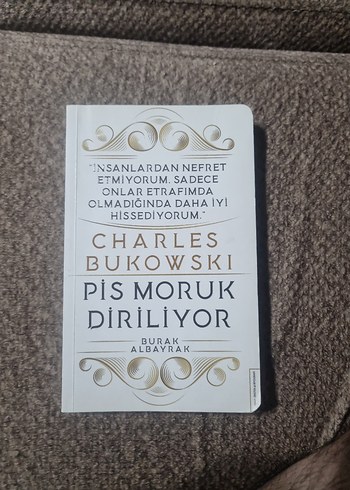 "İNSANLARDAN NEFRET
ETMİYORUM. SADECE
ONLAR ETRAFIMDA
OLMADIĞINDA DAHA İYİ
HİSSEDİYORUM."
CHARLES
BUKOWSKI
PİS MORUK
DİRİLİYOR
BURAK
ALBAYRAK